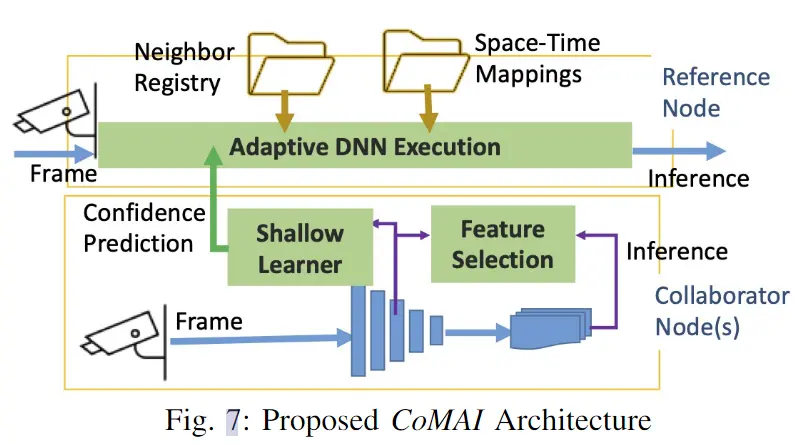 Neighbor
Registry
Space-Time
Mappings
Reference
Node
Adaptive DNN Execution
Frame
Inference
Confidence
Prediction
Shallow
Learner
Feature
Selection
Inference
Frame
Collaborator
Node(s)
Fig. 7: Proposed CoMAI Architecture